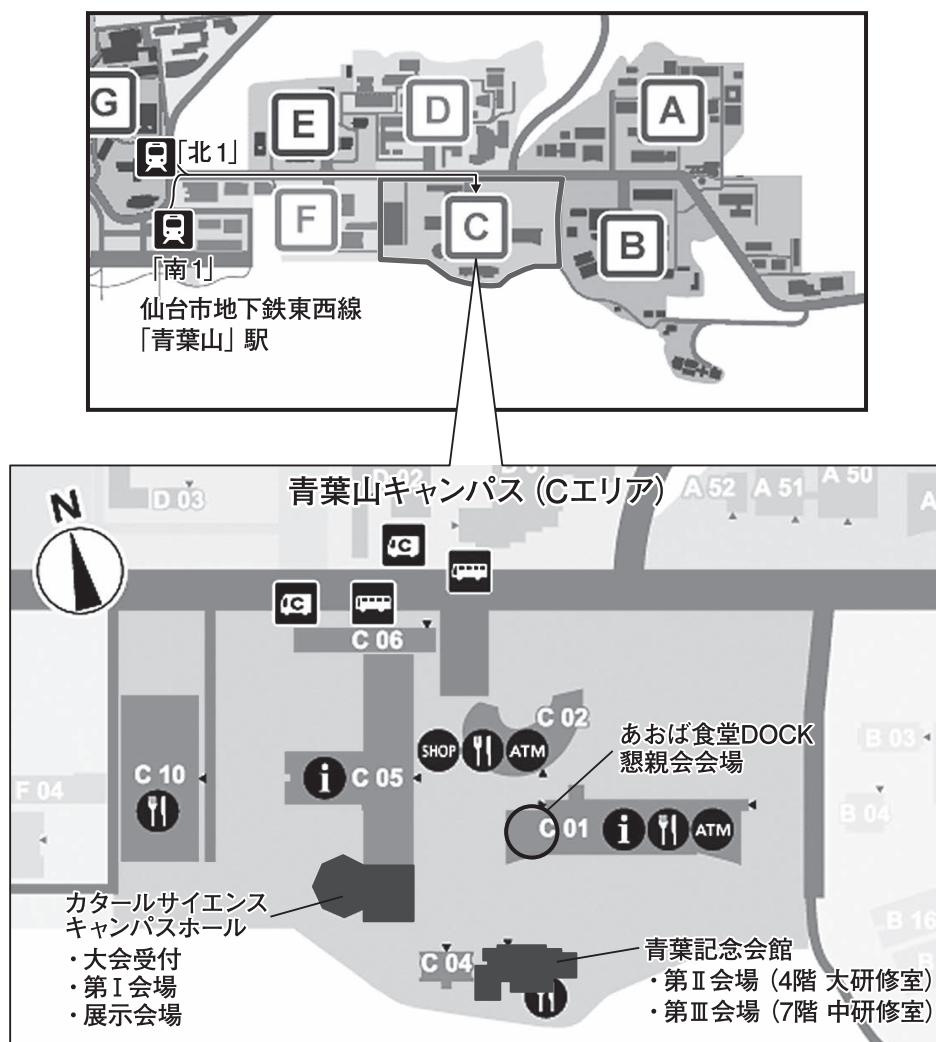 G
E
D
A
「北1」
F
C
B
「南1」
仙台市地下鉄東西線
「青葉山」駅
青葉山キャンパス (Cエリア)
N
D 03
D 02
D 01
A 52
A 51
A 50
A
C
C
C 06
C 02
SHOP
ATM
あおば食堂DOCK
懇親会会場
B 03
C 10
C 05
F 04
C 01
ATM
B 04
カタールサイエンス
キャンパスホール
・大会受付
・第Ⅰ会場
・展示会場
C 04
青葉記念会館
・第Ⅱ会場 (4階 大研修室)
・第Ⅲ会場 (7階 中研修室)
B 16
B